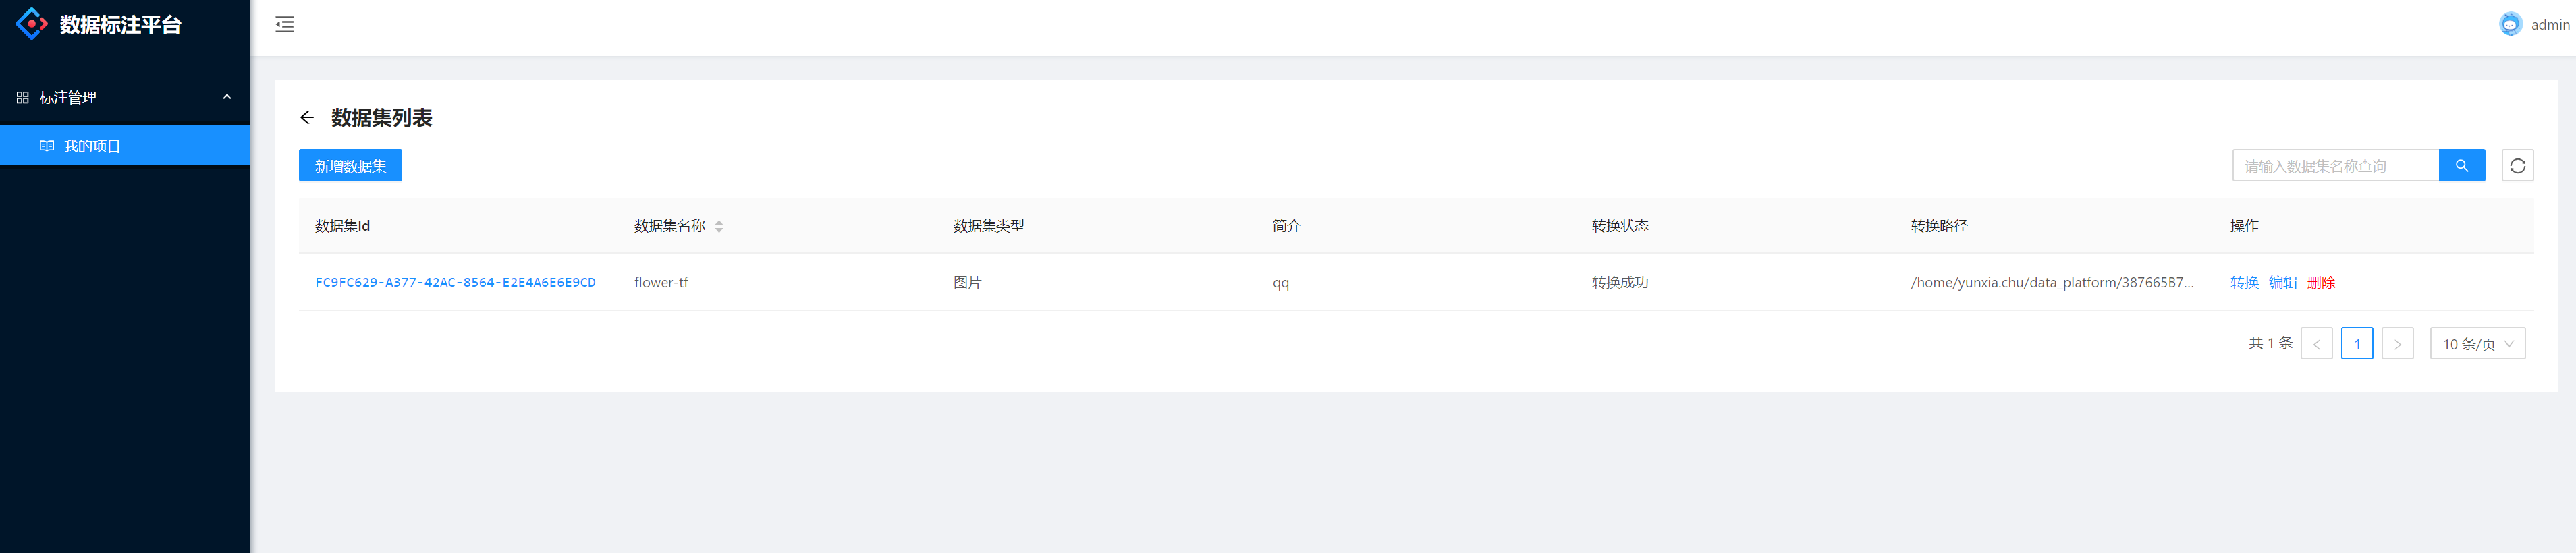 数据标注平台
admin
标注管理
我的项目
数据集列表
新增数据集
请输入数据集名称查询
数据集Id 数据集名称 数据集类型 简介 转换状态 转换路径 操作
FC9FC629-A377-42AC-8564-E2E4A6E6E9CD flower-tf 图片 qq 转换成功 /home/yunxia.chu/data_platform/387665B7... 转换 编辑 删除
共 1 条 < 1 > 10 条/页